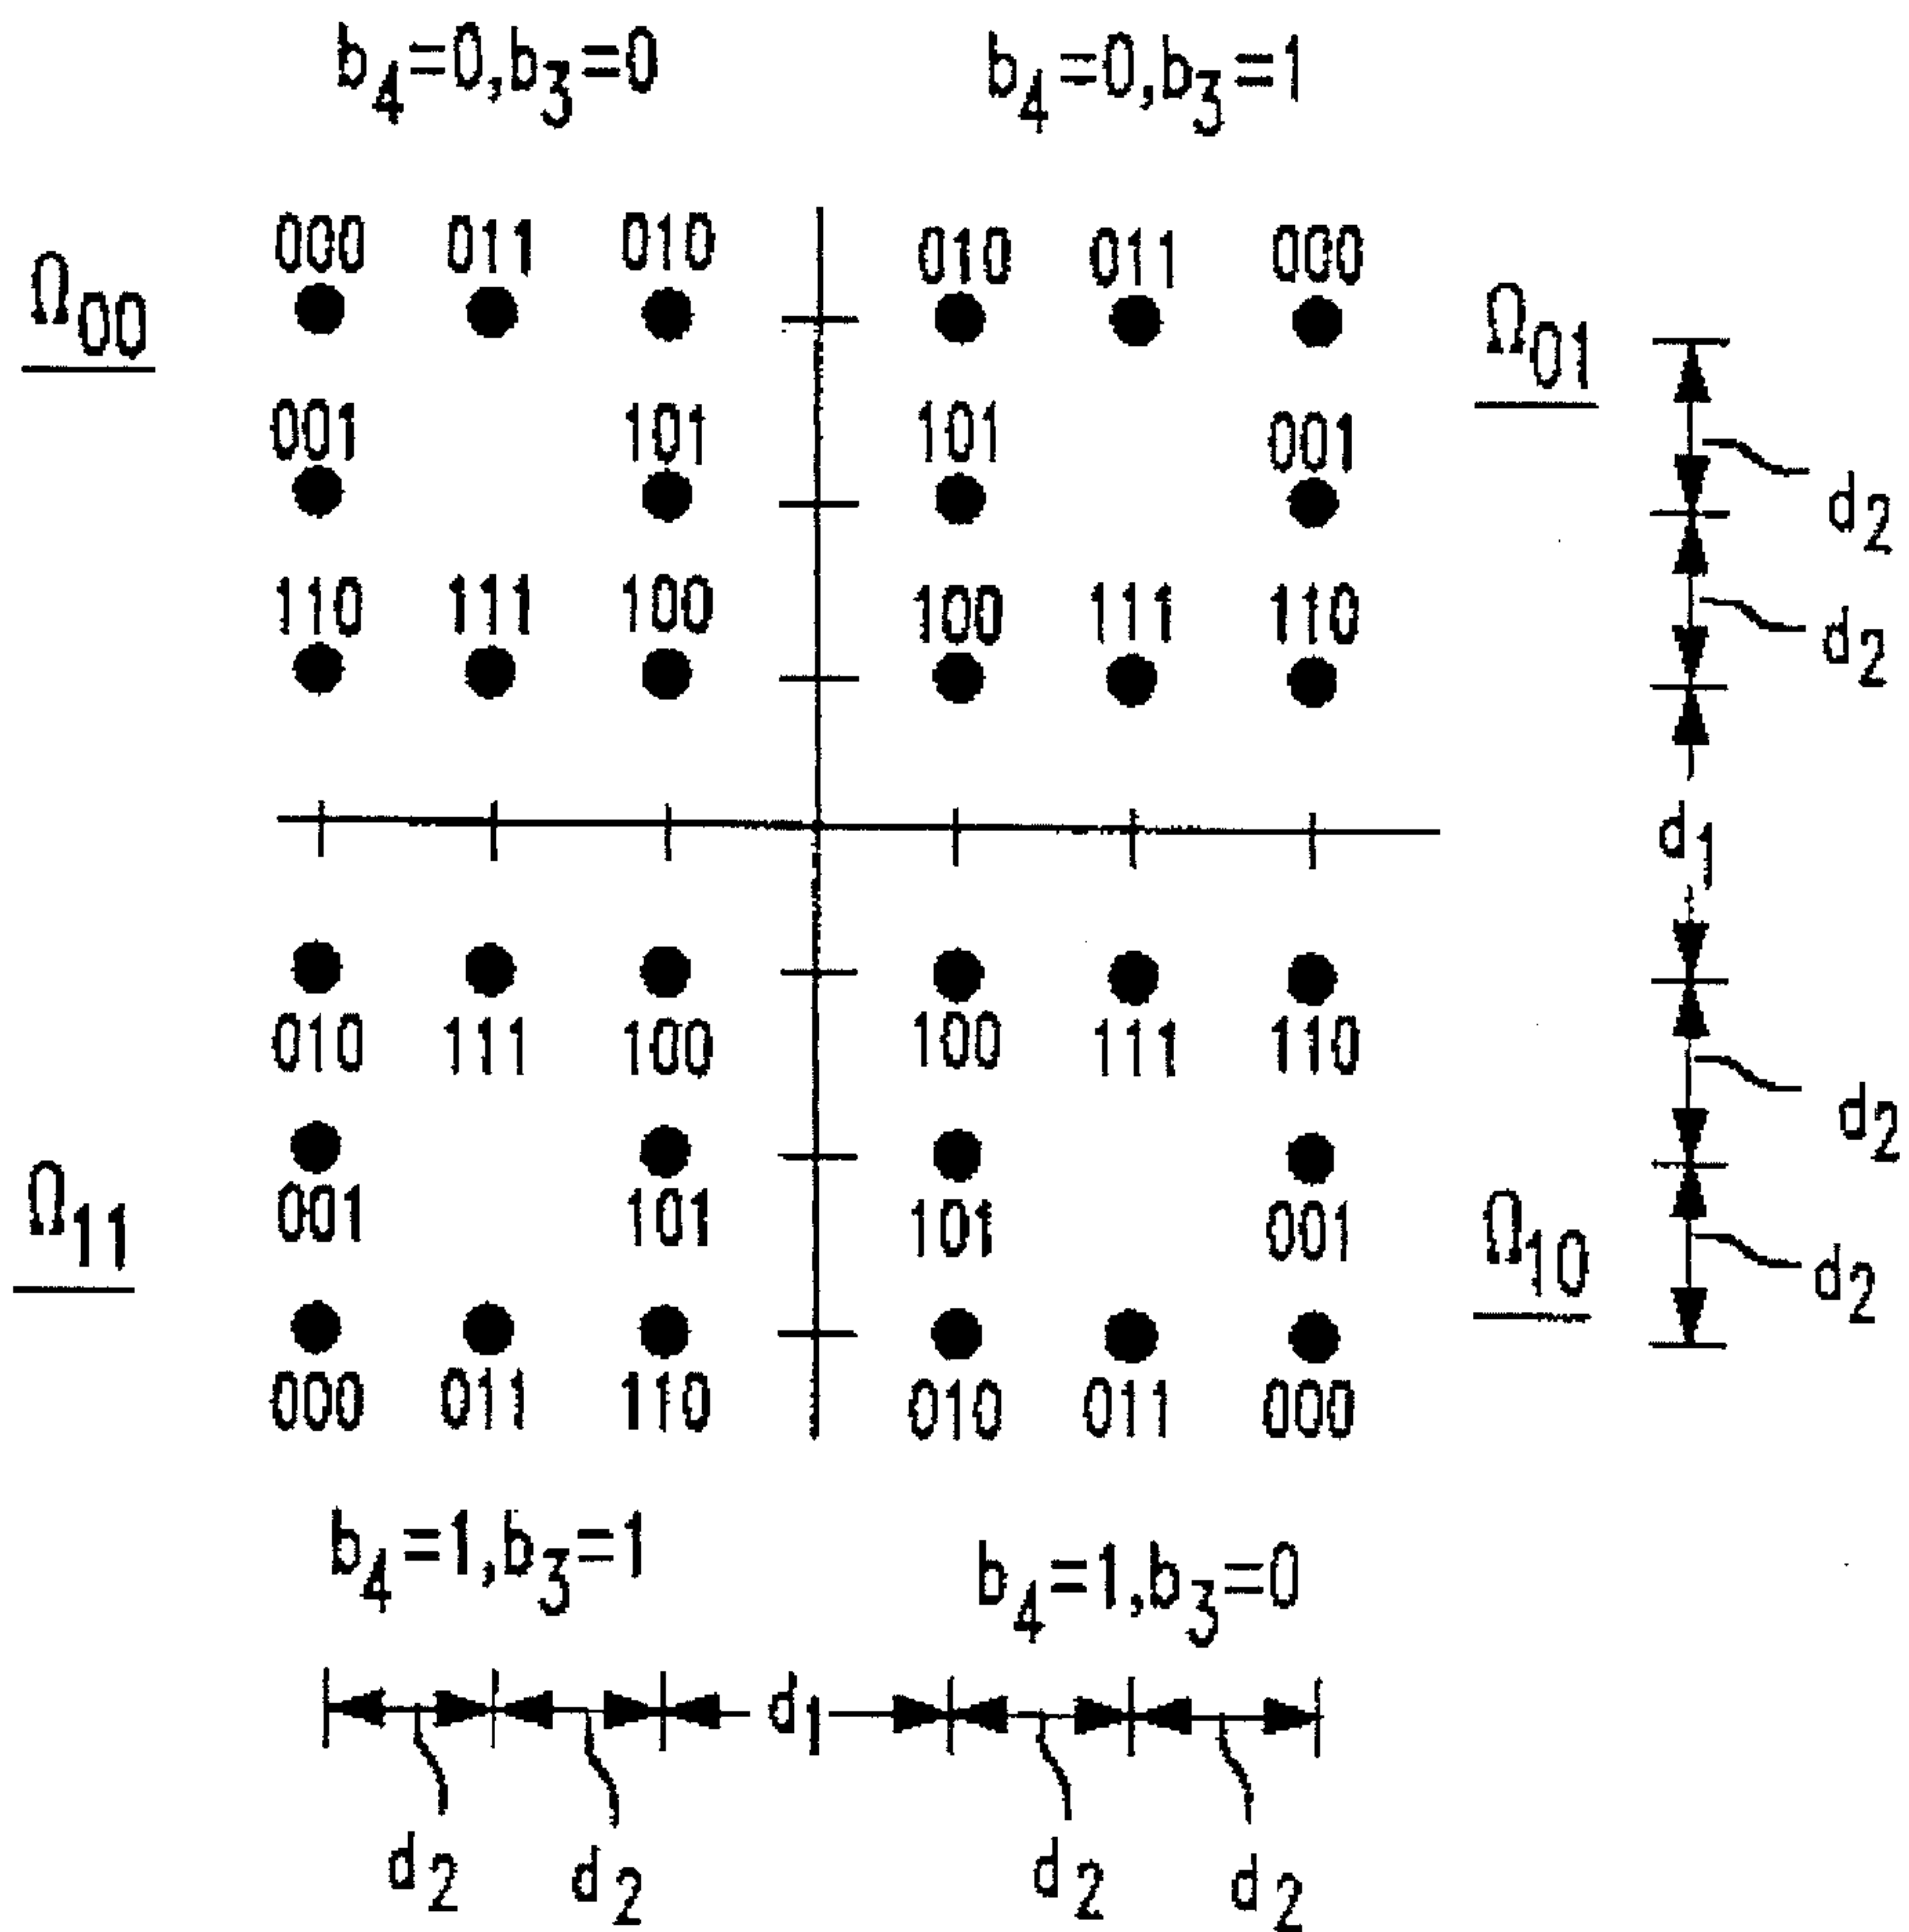 b4=0,b3=0 b4=0,b3=1
000 011 010 010 011 000
Ω00 Ω01
001 101 101 001
d2
110 111 100 100 111 110
d2
d1
010 111 100 100 111 110
d2
001 101 101 001
Ω11 Ω10
d2
000 011 110 010 011 000
b4=1,b3=1 b4=1,b3=0
d1
d2 d2 d2 d2